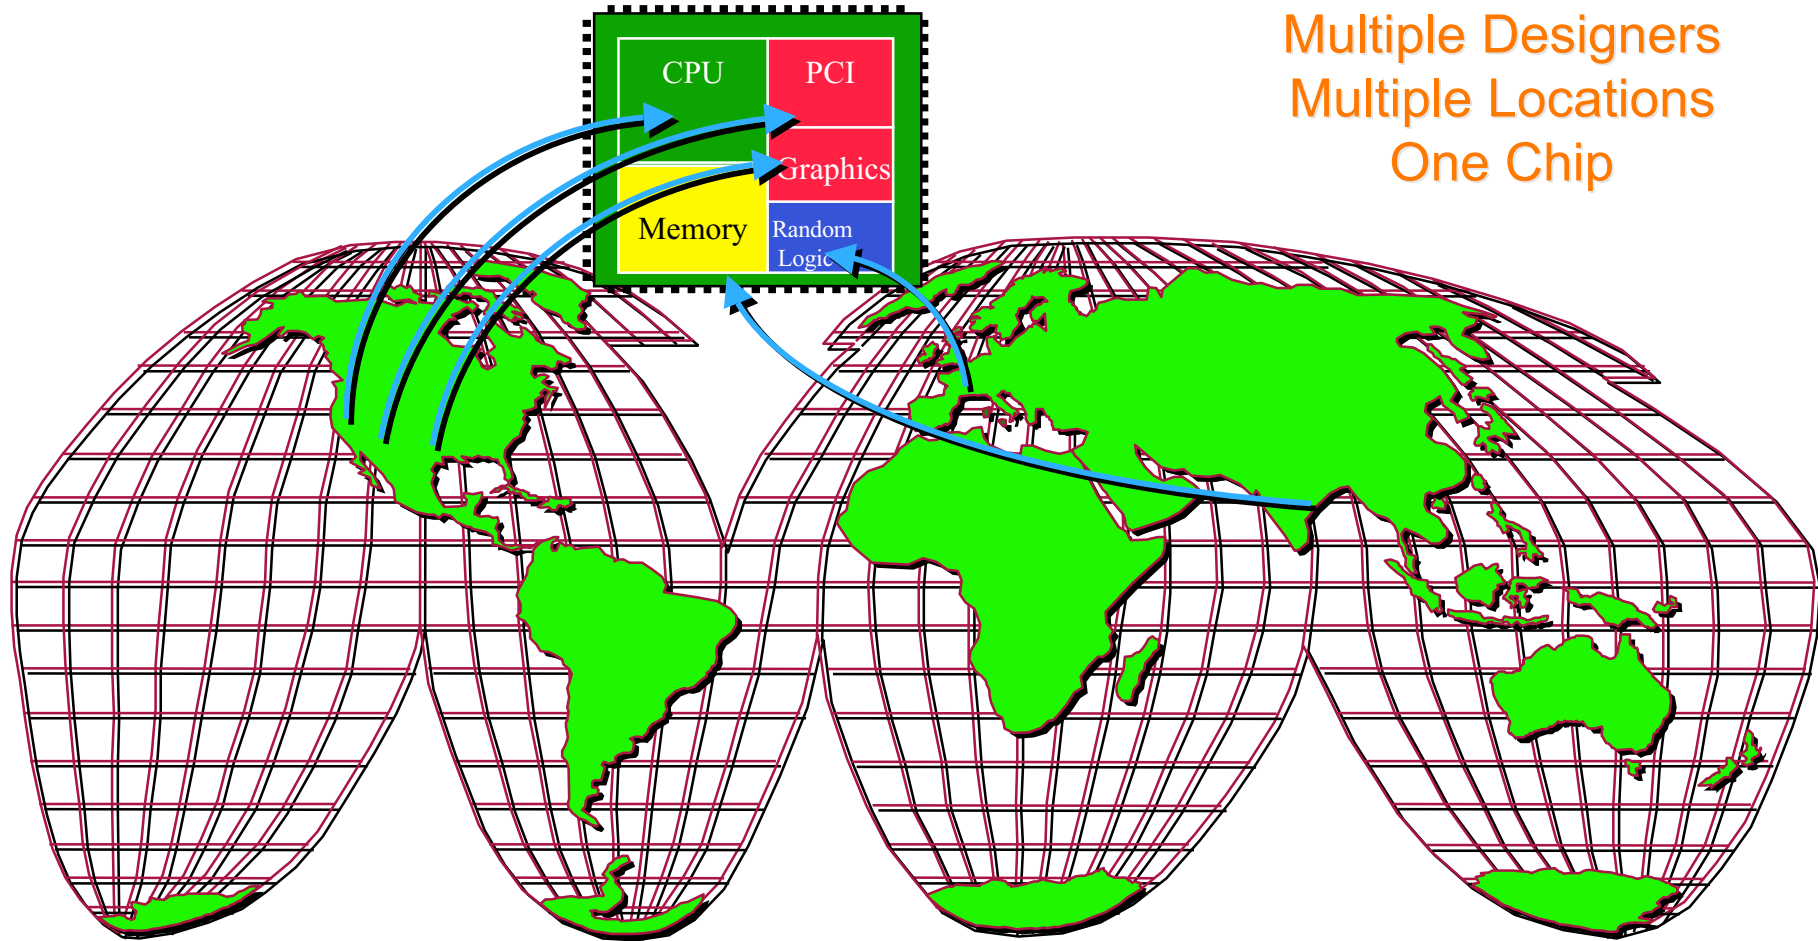 Multiple Designers
Multiple Locations
One Chip
CPU
PCI
Graphics
Memory
Random
Logic